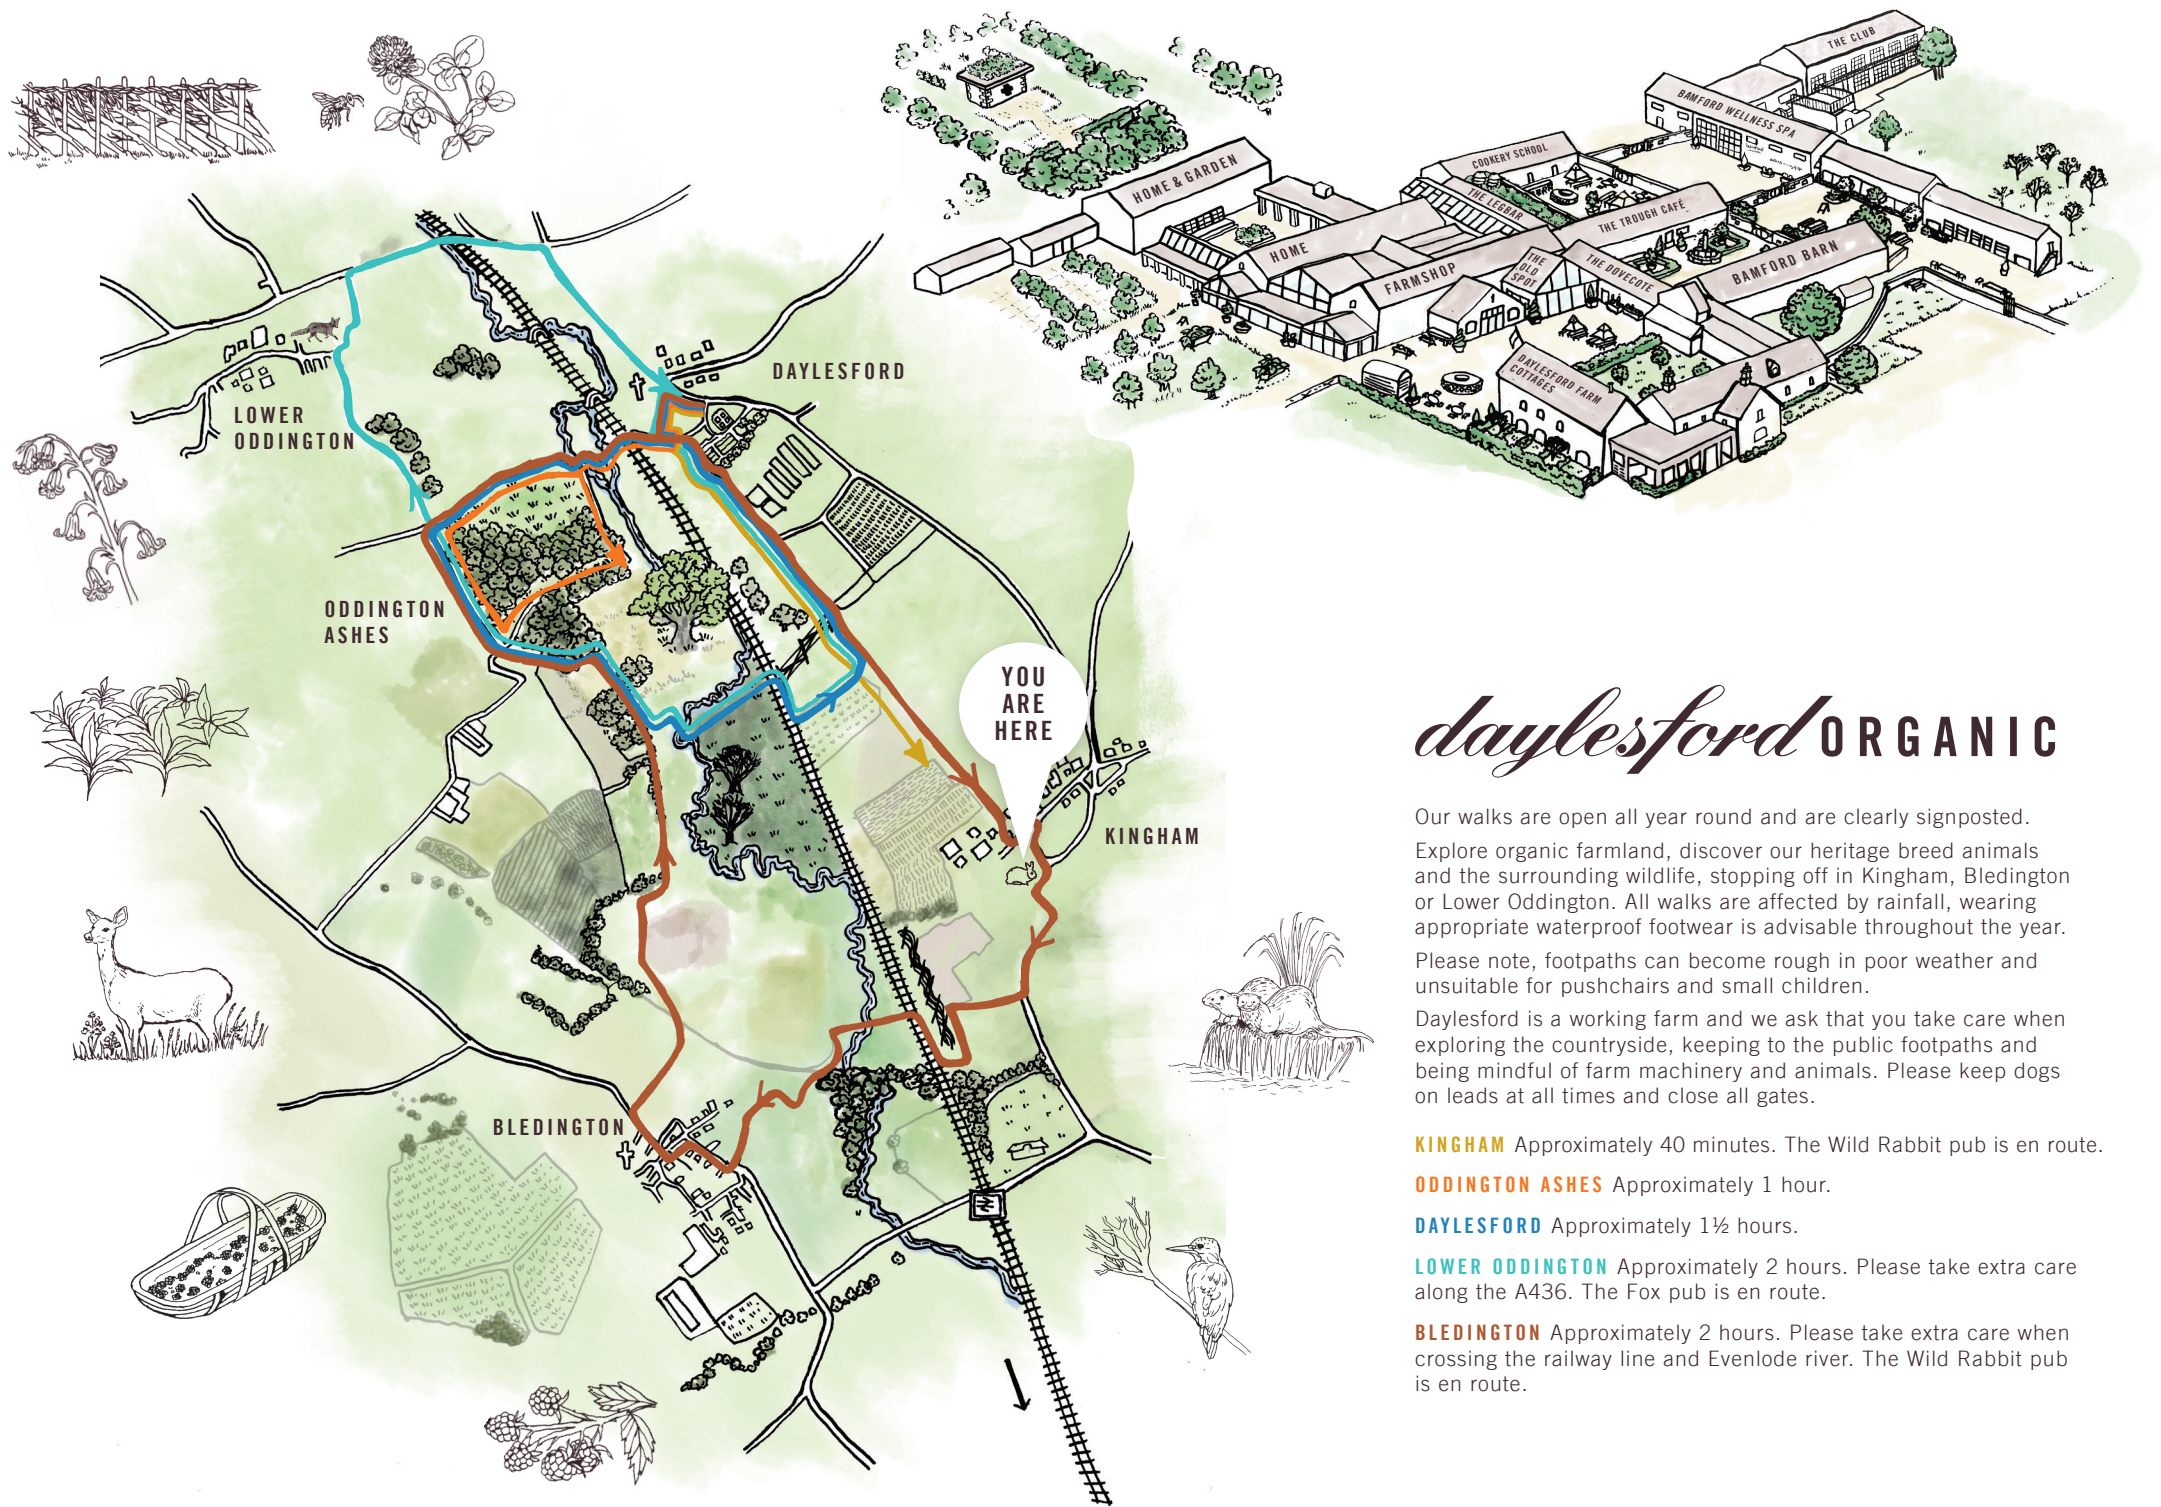 THE CLUB
BAMFORD WELLNESS SPA
COOKERY SCHOOL
HOME & GARDEN
THE LEGBAR
THE TROUGH CAFÉ
HOME
FARMSHOP
THE
OLD
SPOT
THE DOVECOTE
BAMFORD BARN
DAYLESFORD FARM
COTTAGES
DAYLESFORD
LOWER
ODDINGTON
ODDINGTON
ASHES
YOU
ARE
HERE
KINGHAM
BLEDINGTON
daylesford ORGANIC
Our walks are open all year round and are clearly signposted.
Explore organic farmland, discover our heritage breed animals
and the surrounding wildlife, stopping off in Kingham, Bledington
or Lower Oddington. All walks are affected by rainfall, wearing
appropriate waterproof footwear is advisable throughout the year.
Please note, footpaths can become rough in poor weather and
unsuitable for pushchairs and small children.
Daylesford is a working farm and we ask that you take care when
exploring the countryside, keeping to the public footpaths and
being mindful of farm machinery and animals. Please keep dogs
on leads at all times and close all gates.
KINGHAM Approximately 40 minutes. The Wild Rabbit pub is en route.
ODDINGTON ASHES Approximately 1 hour.
DAYLESFORD Approximately 1½ hours.
LOWER ODDINGTON Approximately 2 hours. Please take extra care
along the A436. The Fox pub is en route.
BLEDINGTON Approximately 2 hours. Please take extra care when
crossing the railway line and Evenlode river. The Wild Rabbit pub
is en route.